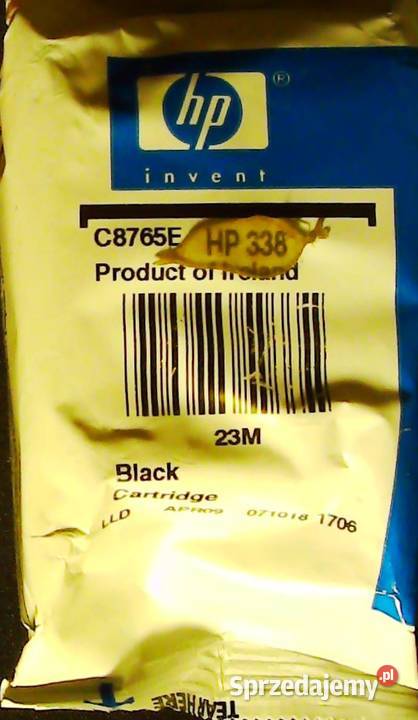 hp ®
invent
C8765E HP 338
Product of Ireland
23M
Black
Cartridge
LLD APR09 071018 1706
TEAR HERE
Sprzedajemy.pl